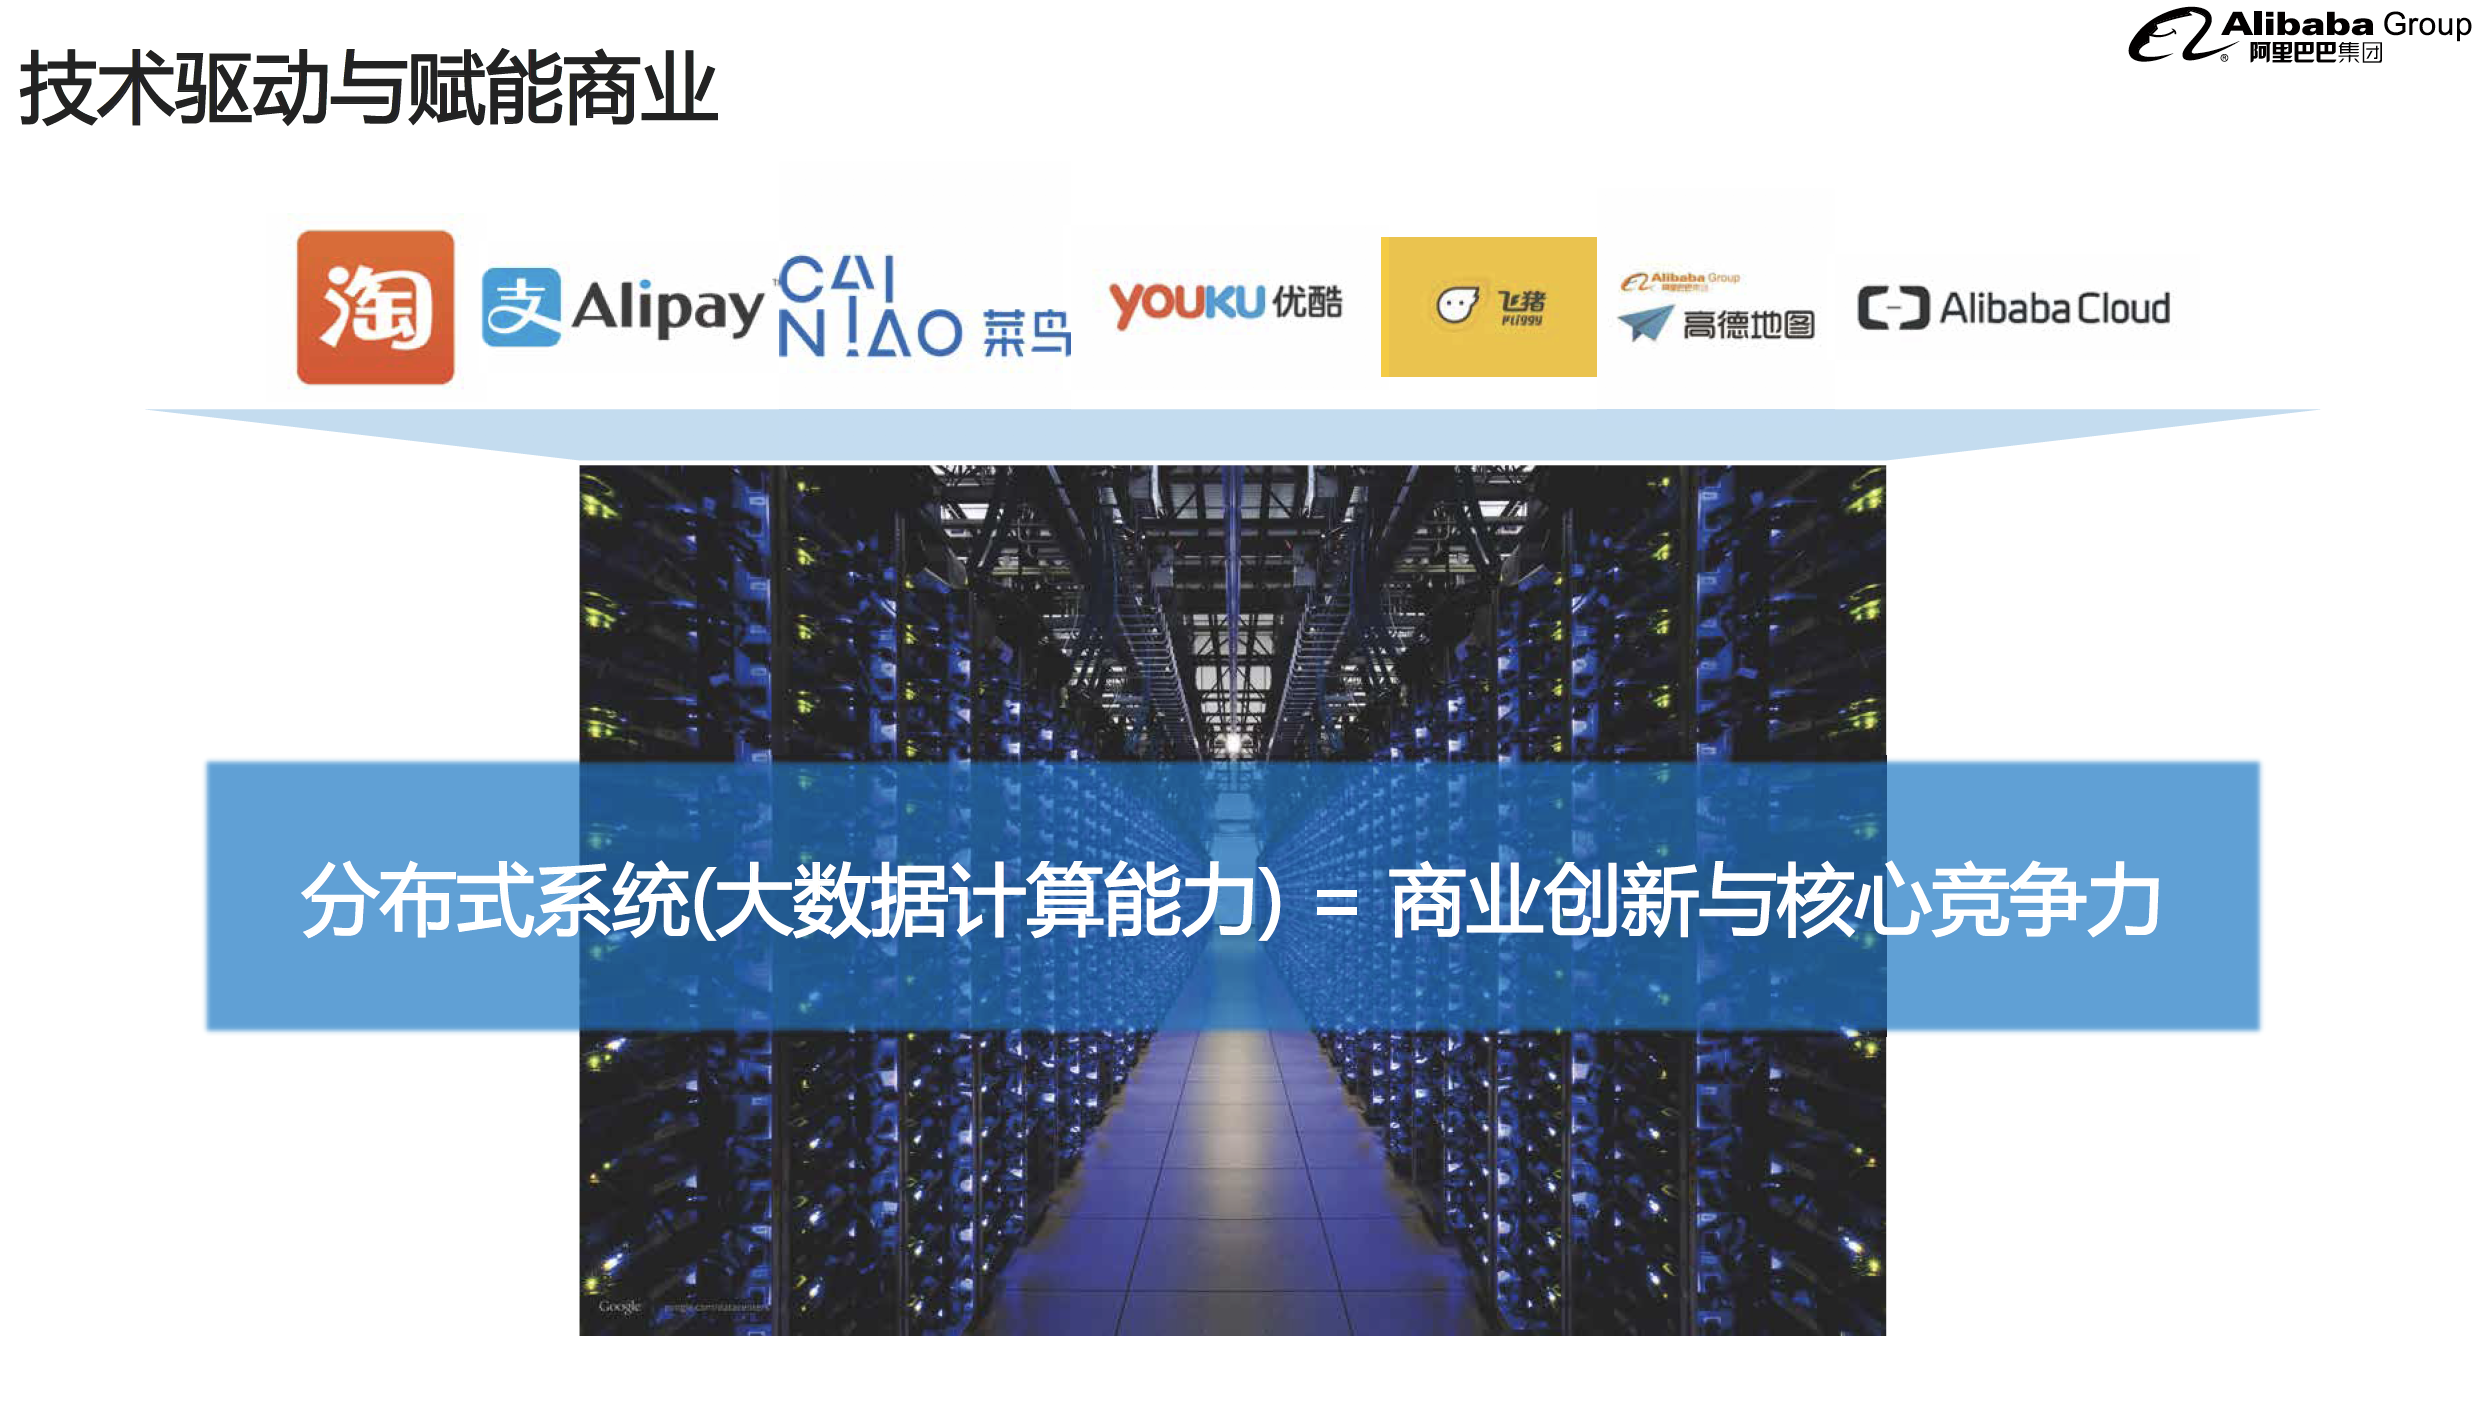 Alibaba Group
阿里巴巴集团
技术驱动与赋能商业
淘
支 Alipay
CAI
NIAO 菜鸟
YOUKU 优酷
飞猪
Fliggy
Alibaba Group
阿里巴巴集团
高德地图
Alibaba Cloud
分布式系统(大数据计算能力) = 商业创新与核心竞争力
Google google.com/datacenters